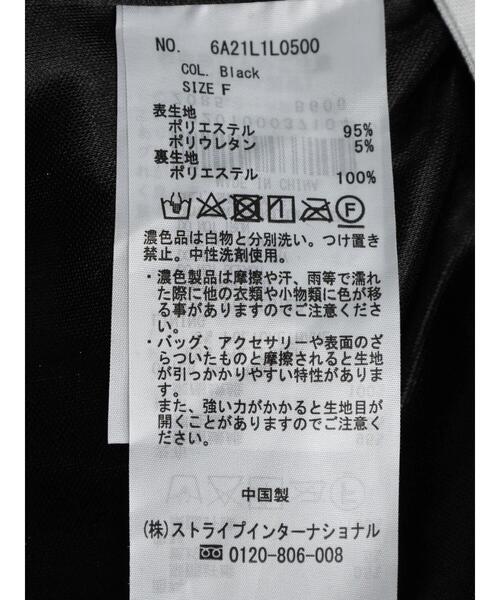 NO. 6A21L1L0500
COL. Black
SIZE F
表生地
ポリエステル 95%
ポリウレタン 5%
裏生地
ポリエステル 100%
濃色品は白物と分別洗い。つけ置き
禁止。中性洗剤使用。
・濃色製品は摩擦や汗、雨等で濡れ
た際に他の衣類や小物類に色が移
る事がありますのでご注意くださ
い。
・バッグ、アクセサリーや表面のざ
らついたものと摩擦されると生地
が引っかかりやすい特性がありま
す。
また、強い力がかかると生地目が
開くことがありますのでご注意く
ださい。
中国製
(株)ストライプインターナショナル
0120-806-008